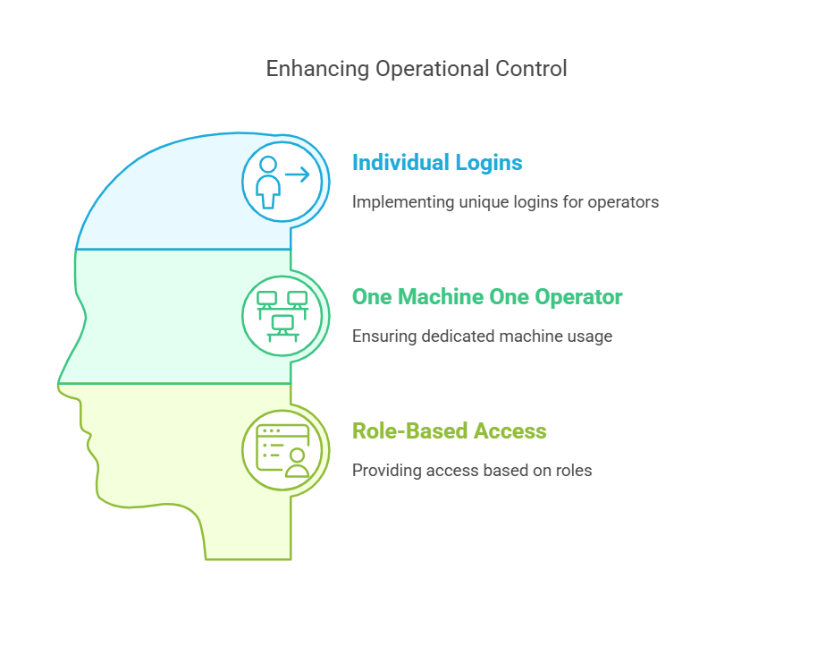 Enhancing Operational Control
Individual Logins
Implementing unique logins for operators
One Machine One Operator
Ensuring dedicated machine usage
Role-Based Access
Providing access based on roles